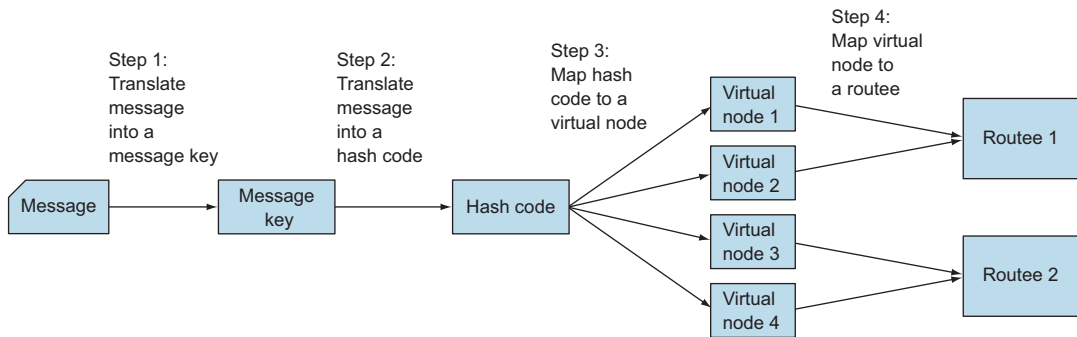 Step 1:
Translate
message
into a
message key
Step 2:
Translate
message
into a
hash code
Step 3:
Map hash
code to a
virtual node
Step 4:
Map virtual
node to
a routee
Message
Message
key
Hash code
Virtual
node 1
Virtual
node 2
Virtual
node 3
Virtual
node 4
Routee 1
Routee 2